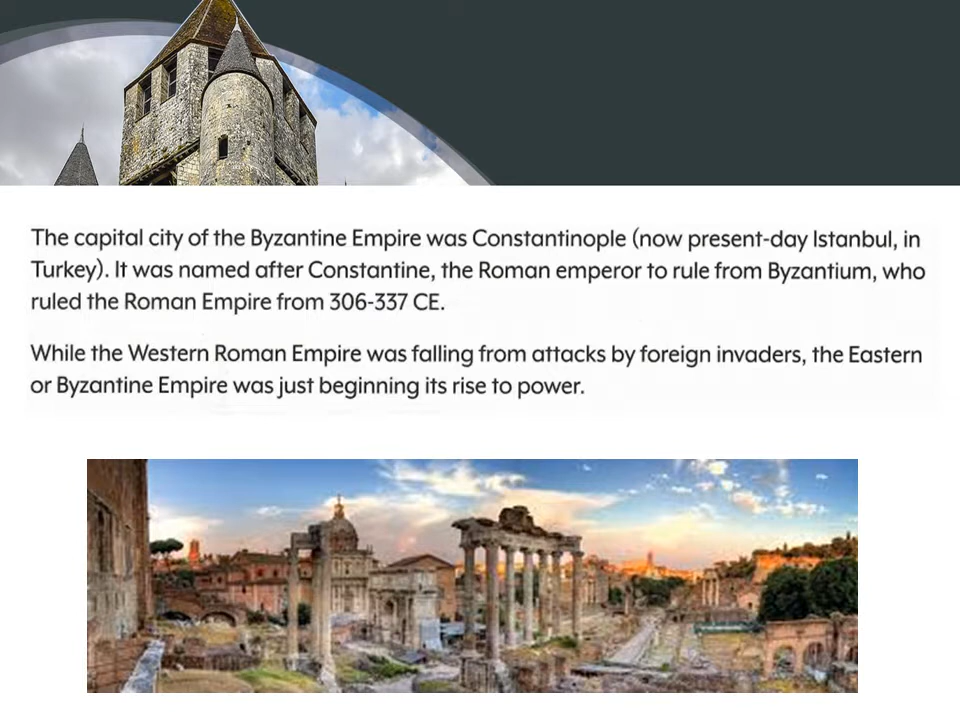 The capital city of the Byzantine Empire was Constantinople (now present-day Istanbul, in
Turkey). It was named after Constantine, the Roman emperor to rule from Byzantium, who
ruled the Roman Empire from 306-337 CE.
While the Western Roman Empire was falling from attacks by foreign invaders, the Eastern
or Byzantine Empire was just beginning its rise to power.